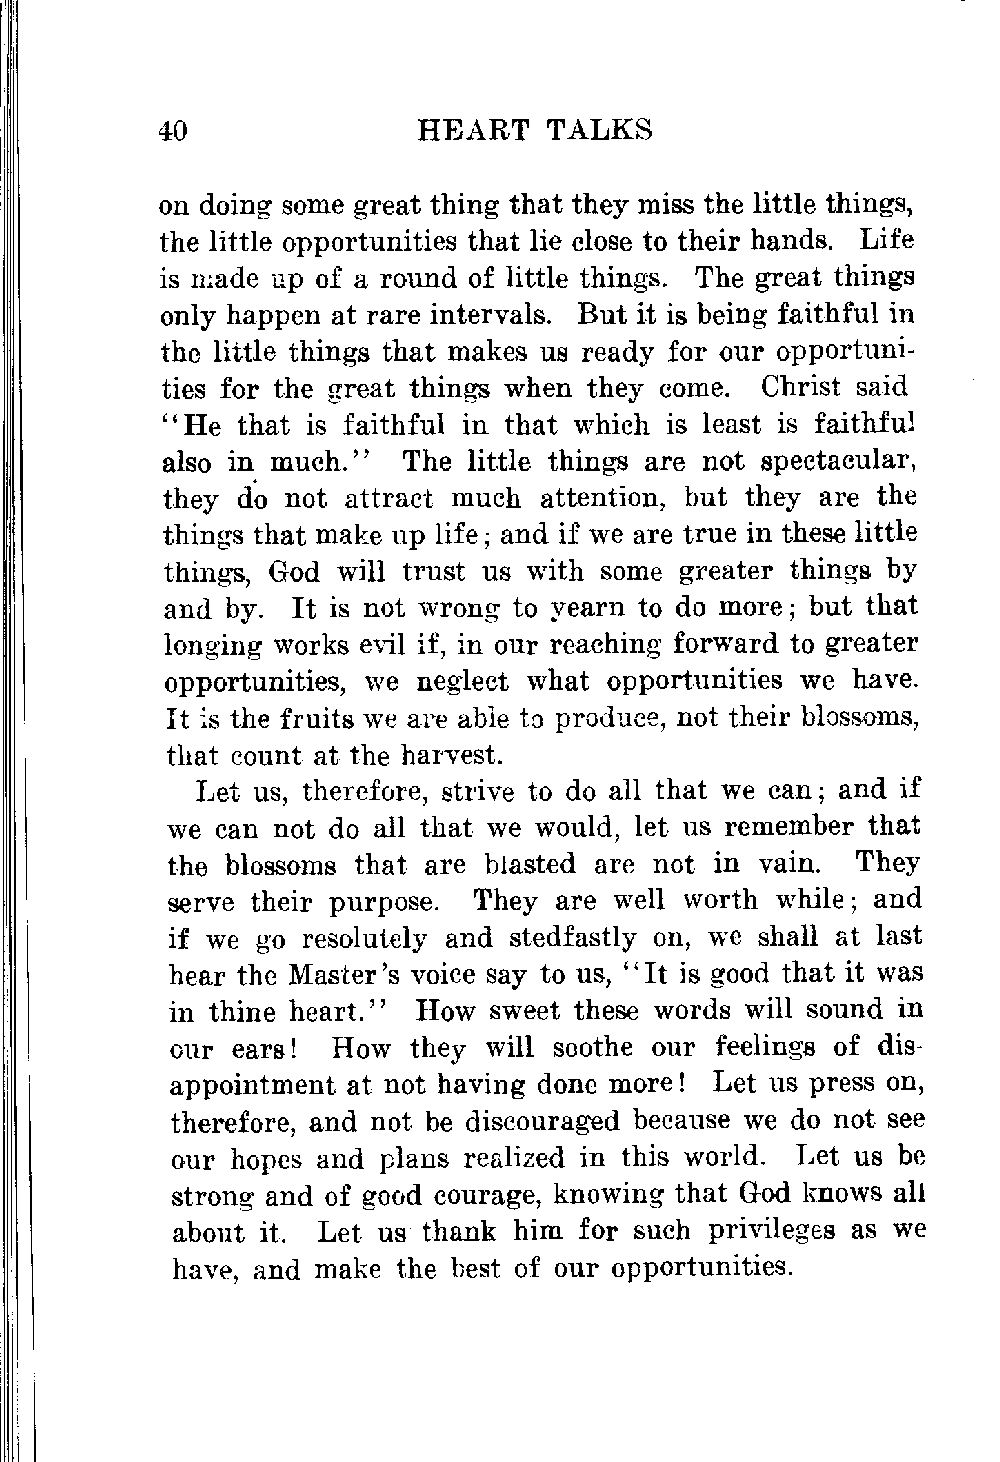 40 HEART TALKS
on doing some great thing that they miss the little things,
the little opportunities that lie close to their hands. Life
is made up of a round of little things. The great things
only happen at rare intervals. But it is being faithful in
the little things that makes us ready for our opportuni-
ties for the great things when they come. Christ said
"He that is faithful in that which is least is faithful
also in much." The little things are not spectacular,
they do not attract much attention, but they are the
things that make up life; and if we are true in these little
things, God will trust us with some greater things by
and by. It is not wrong to yearn to do more; but that
longing works evil if, in our reaching forward to greater
opportunities, we neglect what opportunities we have.
It is the fruits we are able to produce, not their blossoms,
that count at the harvest.
Let us, therefore, strive to do all that we can; and if
we can not do all that we would, let us remember that
the blossoms that are blasted are not in vain. They
serve their purpose. They are well worth while; and
if we go resolutely and stedfastly on, we shall at last
hear the Master's voice say to us, "It is good that it was
in thine heart." How sweet these words will sound in
our ears! How they will soothe our feelings of dis-
appointment at not having done more! Let us press on,
therefore, and not be discouraged because we do not see
our hopes and plans realized in this world. Let us be
strong and of good courage, knowing that God knows all
about it. Let us thank him for such privileges as we
have, and make the best of our opportunities.